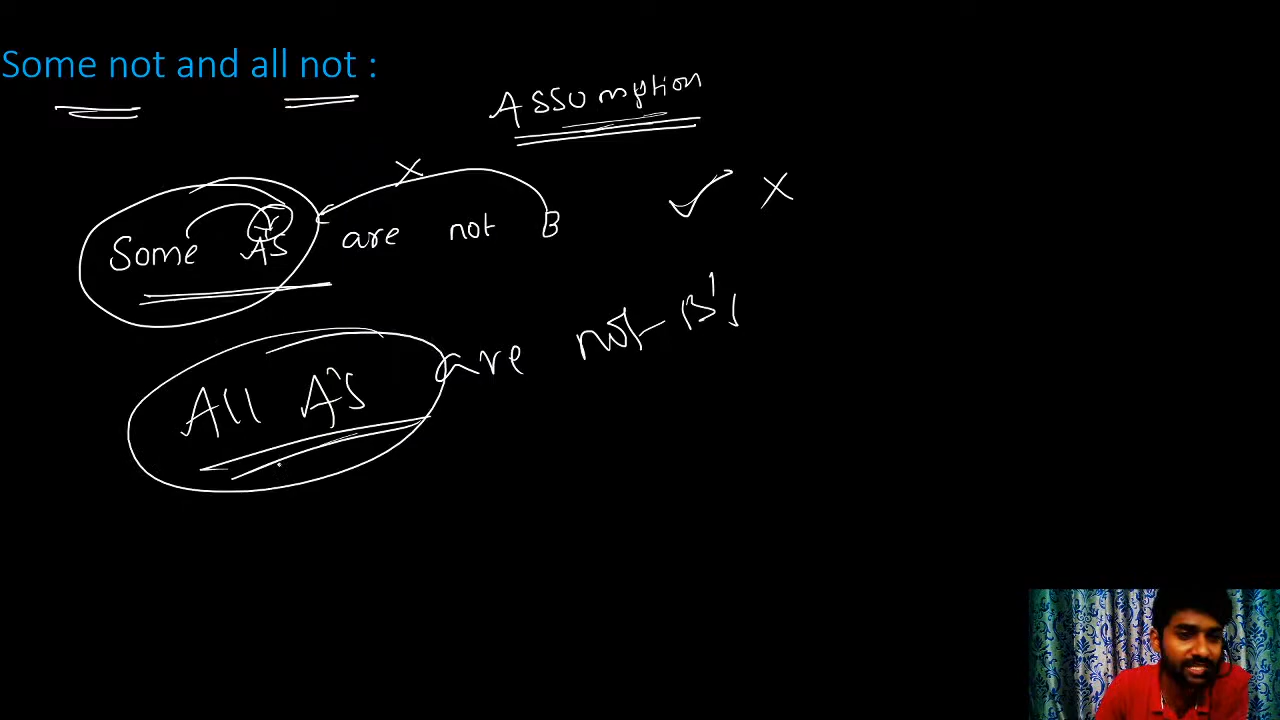 Some not and all not :
Assumption
Some A's are not B
✓ X
All A's are not B's